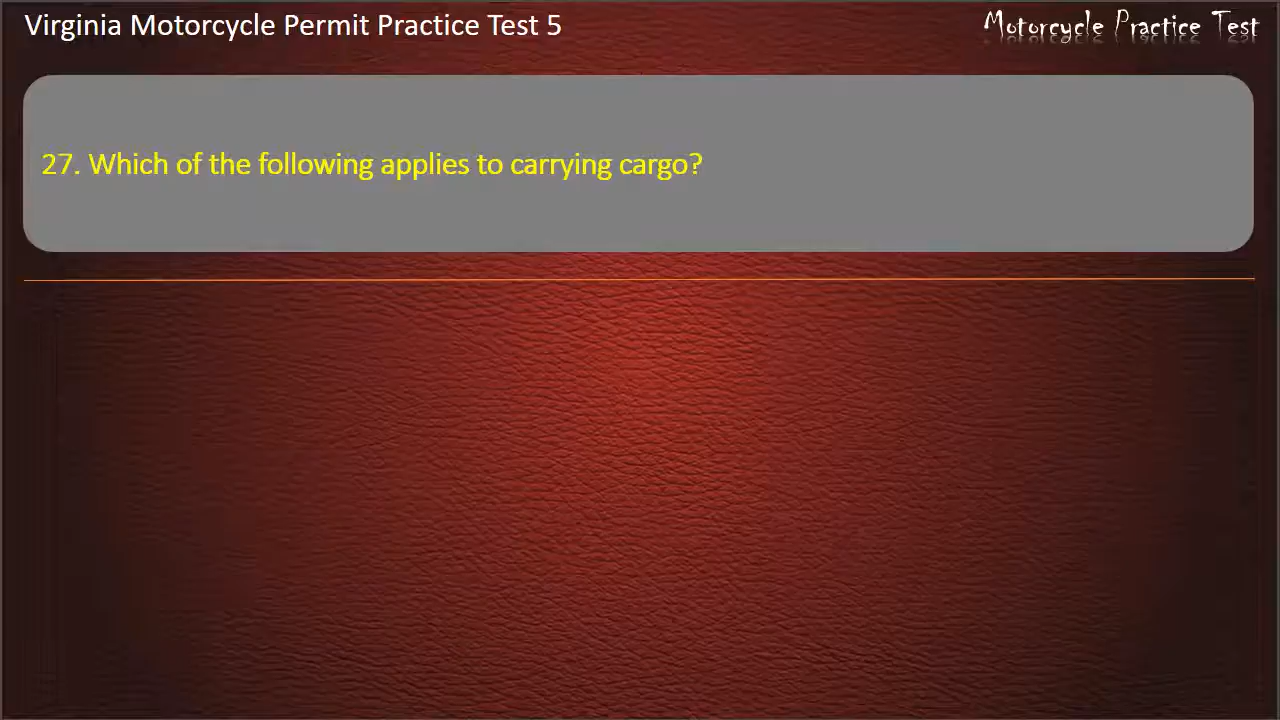 Virginia Motorcycle Permit Practice Test 5
Motorcycle Practice Test
27. Which of the following applies to carrying cargo?